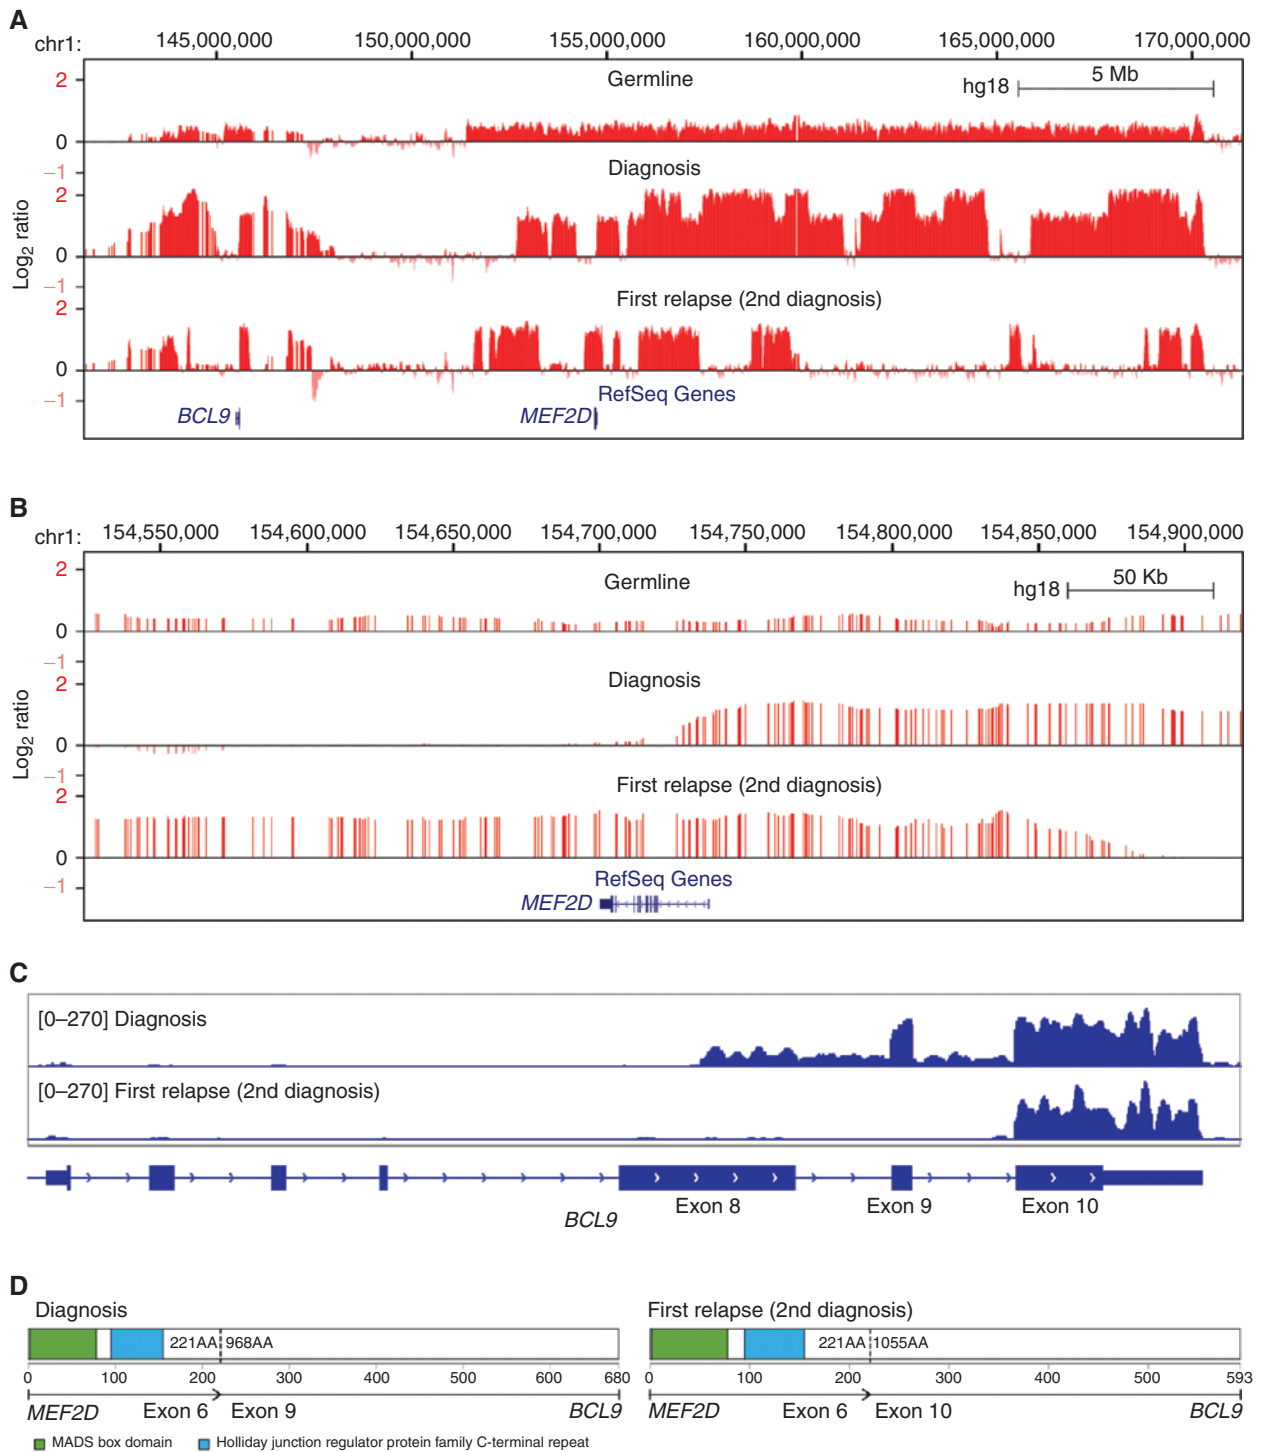 A
chr1: 145,000,000 150,000,000 155,000,000 160,000,000 165,000,000 170,000,000
Germline
hg18 5 Mb
2
0
−1
Diagnosis
2
0
−1
First relapse (2nd diagnosis)
2
0
−1
Log2 ratio
RefSeq Genes
BCL9 MEF2D
B
chr1: 154,550,000 154,600,000 154,650,000 154,700,000 154,750,000 154,800,000 154,850,000 154,900,000
Germline
hg18 50 Kb
2
0
−1
Diagnosis
2
0
−1
First relapse (2nd diagnosis)
2
0
−1
Log2 ratio
RefSeq Genes
MEF2D
C
[0–270] Diagnosis
[0–270] First relapse (2nd diagnosis)
Exon 8 Exon 9 Exon 10
BCL9
D
Diagnosis
221AA 968AA
0 100 200 300 400 500 600 680
MEF2D Exon 6 Exon 9 BCL9
First relapse (2nd diagnosis)
221AA 1055AA
0 100 200 300 400 500 593
MEF2D Exon 6 Exon 10 BCL9
MADS box domain Holliday junction regulator protein family C-terminal repeat